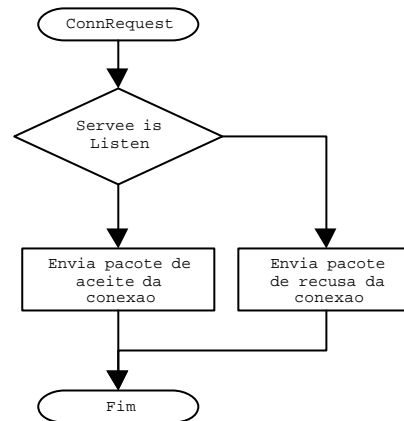 ConnRequest
Servee is
Listen
Envia pacote de
aceite da
conexao
Envia pacote
de recusa da
conexao
Fim